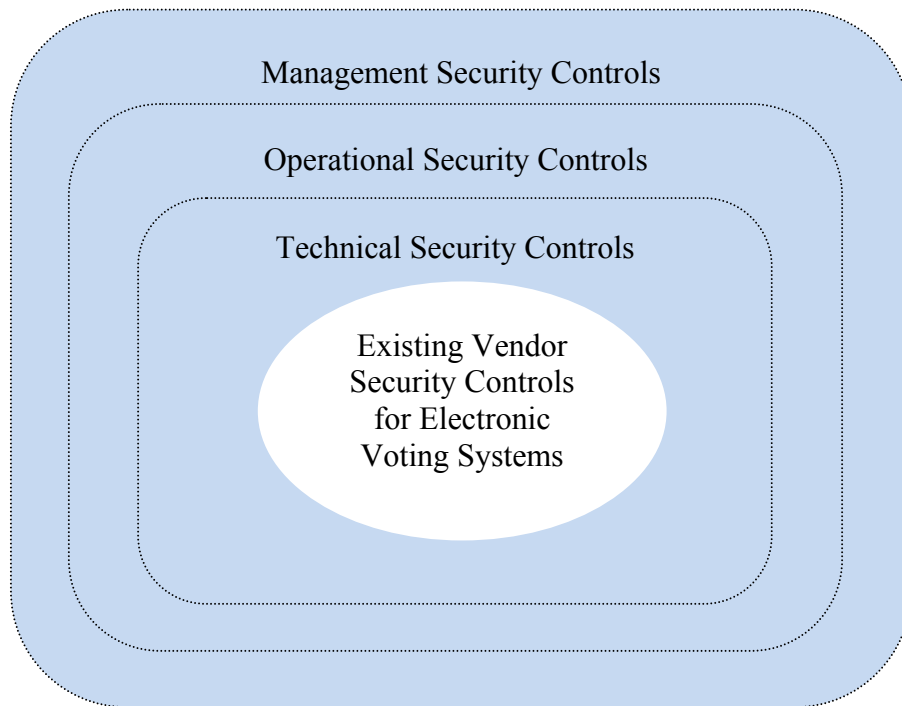 Management Security Controls
Operational Security Controls
Technical Security Controls
Existing Vendor
Security Controls
for Electronic
Voting Systems